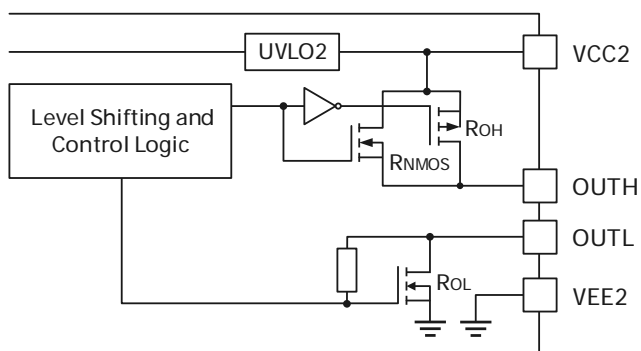 UVLO2
VCC2
Level Shifting and
Control Logic
ROH
RNMOS
OUTH
OUTL
ROL
VEE2